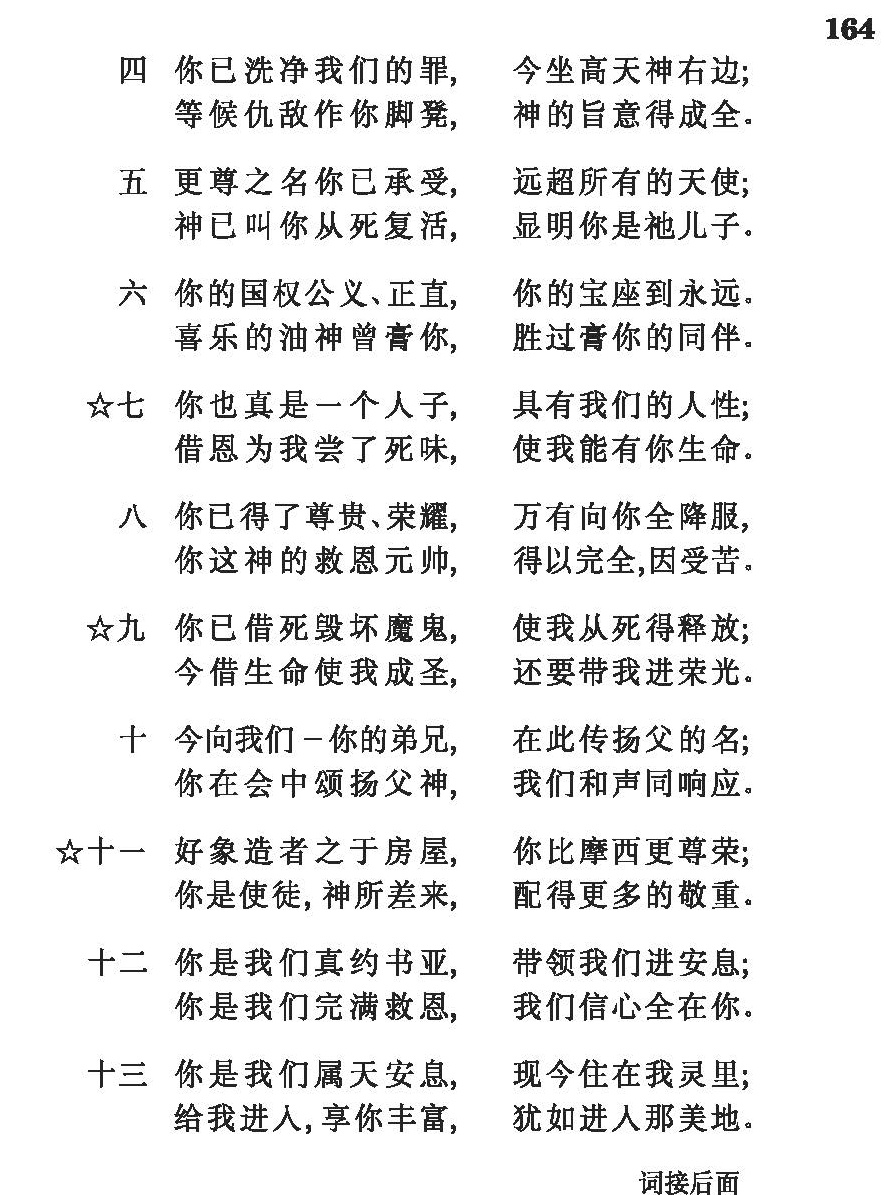 164
四 你已洗净我们的罪， 今坐高天神右边；
等候仇敌作你脚凳， 神的旨意得成全。
五 更尊之名你已承受， 远超所有的天使；
神已叫你从死复活， 显明你是祂儿子。
六 你的国权公义、正直， 你的宝座到永远。
喜乐的油神曾膏你， 胜过膏你的同伴。
☆七 你也真是一个人子， 具有我们的人性；
借恩为我尝了死味， 使我能有你生命。
八 你已得了尊贵、荣耀， 万有向你全降服，
你这神的救恩元帅， 得以完全，因受苦。
☆九 你已借死毁坏魔鬼， 使我从死得释放；
今借生命使我成圣， 还要带我进荣光。
十 今向我们－你的弟兄， 在此传扬父的名；
你在会中颂扬父神， 我们和声同响应。
☆十一 好象造者之于房屋， 你比摩西更尊荣；
你是使徒，神所差来， 配得更多的敬重。
十二 你是我们真约书亚， 带领我们进安息；
你是我们完满救恩， 我们信心全在你。
十三 你是我们属天安息， 现今住在我灵里；
给我进入，享你丰富， 犹如进入那美地。
词接后面